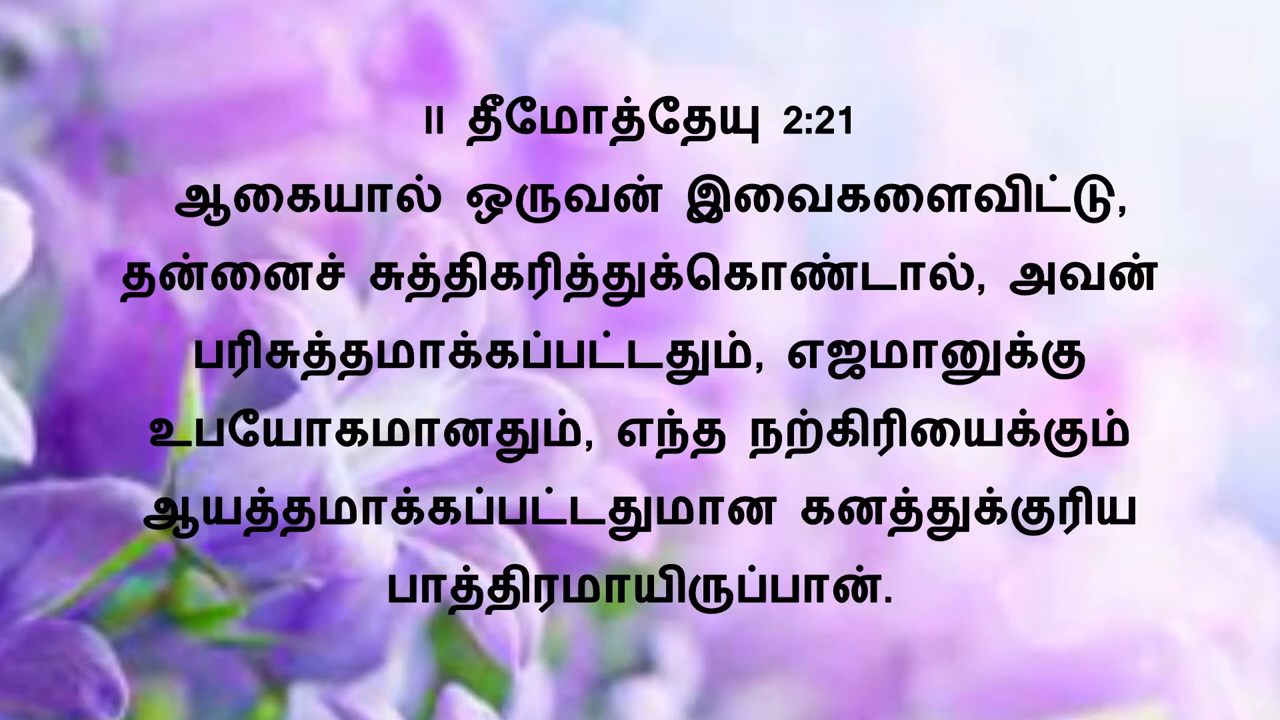 II தீமோத்தேயு 2:21
ஆகையால் ஒருவன் இவைகளைவிட்டு,
தன்னைச் சுத்திகரித்துக்கொண்டால், அவன்
பரிசுத்தமாக்கப்பட்டதும், எஜமானுக்கு
உபயோகமானதும், எந்த நற்கிரியைக்கும்
ஆயத்தமாக்கப்பட்டதுமான கனத்துக்குரிய
பாத்திரமாயிருப்பான்.